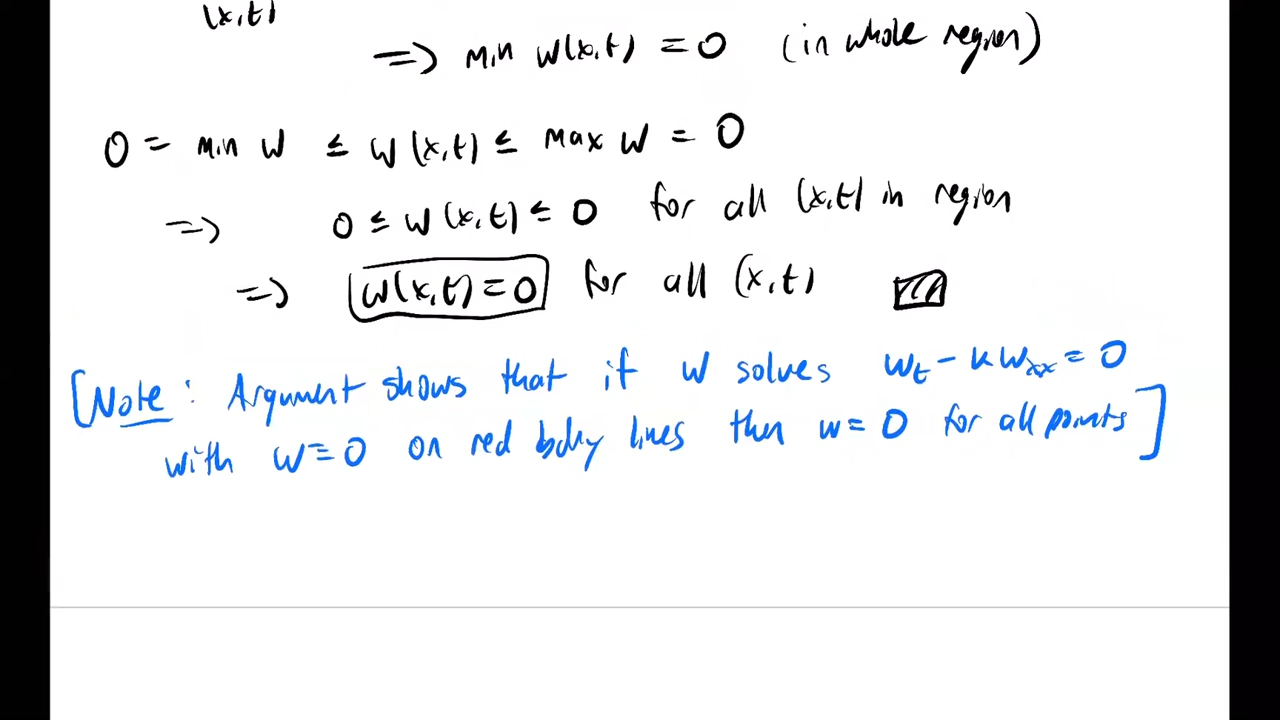 (x,t)
=> min w(x,t) = 0 (in whole region)
0 = min w ≤ w(x,t) ≤ max w = 0
=> 0 ≤ w(x,t) ≤ 0 for all (x,t) in region
=> w(x,t) = 0 for all (x,t)
[Note: Argument shows that if w solves w_t - k w_xx = 0
with w ≡ 0 on red bdry lines then w = 0 for all points]